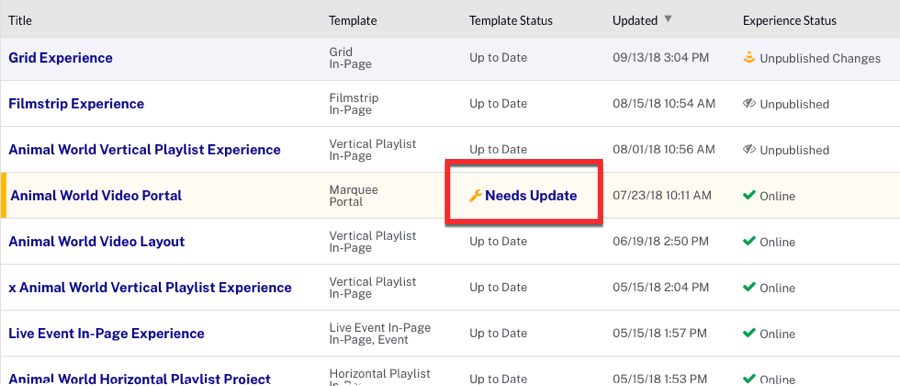 Title Template Template Status Updated Experience Status
Grid Experience Grid Up to Date 09/13/18 3:04 PM Unpublished Changes
In-Page
Filmstrip Experience Filmstrip Up to Date 08/15/18 10:54 AM Unpublished
In-Page
Animal World Vertical Playlist Experience Vertical Playlist Up to Date 08/01/18 10:56 AM Unpublished
In-Page
Animal World Video Portal Marquee Needs Update 07/23/18 10:11 AM Online
Portal
Animal World Video Layout Vertical Playlist Up to Date 06/19/18 2:50 PM Online
In-Page
x Animal World Vertical Playlist Experience Vertical Playlist Up to Date 05/15/18 2:04 PM Online
In-Page
Live Event In-Page Experience Live Event In-Page Up to Date 05/15/18 1:57 PM Online
In-Page, Event
Animal World Horizontal Playlist Project Horizontal Playlist Up to Date 05/15/18 1:53 PM Online